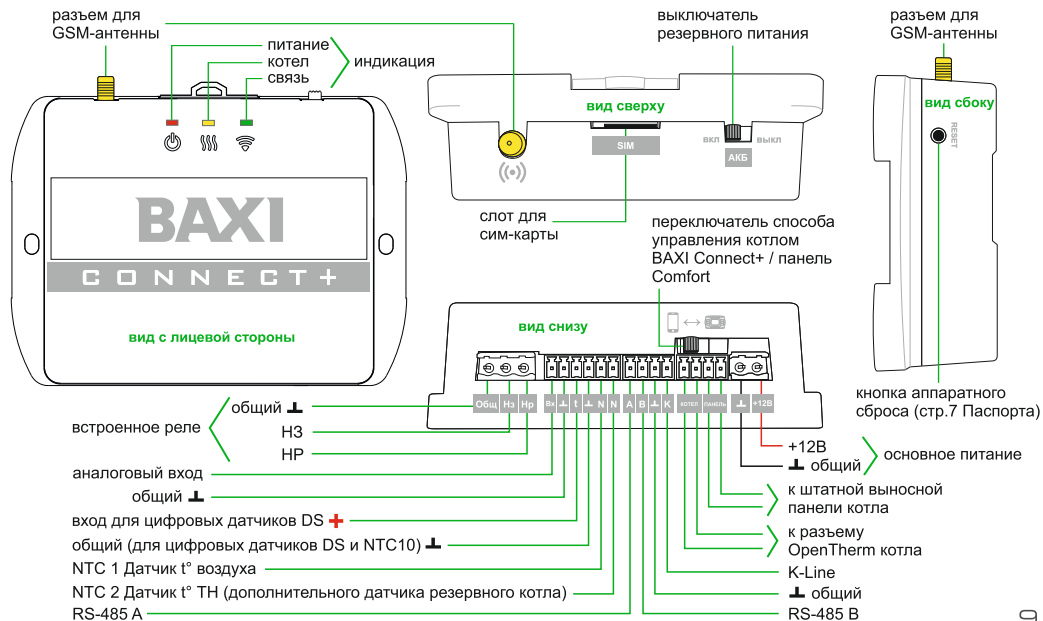 разъем для
GSM-антенны
питание
котел
связь
индикация
BAXI
CONNECT+
вид с лицевой стороны
выключатель
резервного питания
вид сверху
SIM
вкл
выкл
АКБ
слот для
сим-карты
разъем для
GSM-антенны
вид сбоку
RESET
кнопка аппаратного
сброса (стр.7 Паспорта)
переключатель способа
управления котлом
BAXI Connect+ / панель
Comfort
вид снизу
Общ Нз Нр Вх ⊥ t ⊥ N N A B ⊥ K КОТЕЛ ПАНЕЛЬ ⊥ +12В
встроенное реле
общий ⊥
НЗ
НР
аналоговый вход
общий ⊥
вход для цифровых датчиков DS +
общий (для цифровых датчиков DS и NTC10) ⊥
NTC 1 Датчик t° воздуха
NTC 2 Датчик t° ТН (дополнительного датчика резервного котла)
RS-485 A
+12В
⊥ общий
основное питание
к штатной выносной
панели котла
к разъему
OpenTherm котла
K-Line
⊥ общий
RS-485 B